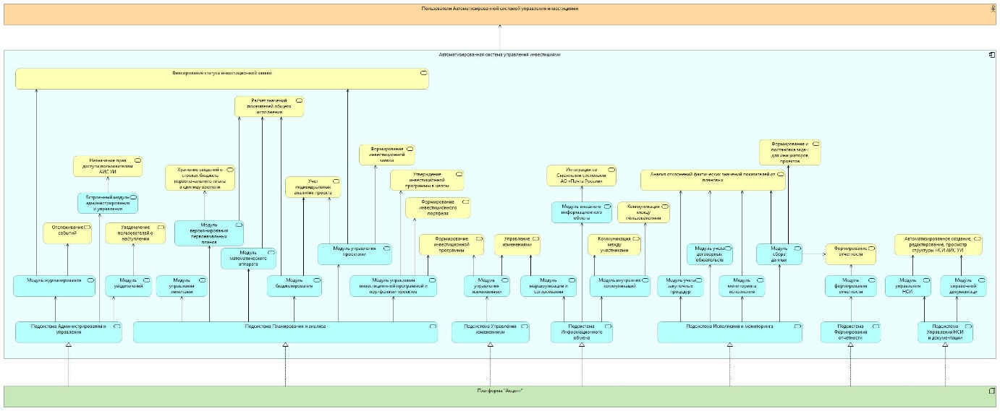 Пользователи Автоматизированной системой управления инвестициями
Автоматизированная система управления инвестициями
Фиксирование статуса инвестиционной заявки
Расчет значений
показателей общего
исполнения
Назначение прав
доступа пользователям
АИС УИ
Хранение сведений о
строках бюджета
первоначального плана
в единицу времени
Учет
индивидуальных
аналитик проекта
Формирование
инвестиционной
заявки
Утверждение
инвестиционной
программы в целом
Формирование
инвестиционного
портфеля
Интеграция со
Смежными системами
АО «Почта России»
Анализ отклонений фактических значений показателей от
плановых
Формирование и
постановка задач
для инициаторов
проектов
Встроенный модуль
администрирования
и управления
Модуль внешнего
информационного
обмена
Коммуникация
между
пользователями
Отслеживание
событий
Уведомление
пользователей о
наступлении
Модуль
версионирования
первоначальных
планов
Модуль
математического
аппарата
Модуль управления
проектами
Формирование
инвестиционной
программы
Управление
изменениями
Коммуникация
между
участниками
Модуль учета
договорных
обязательств
Модуль
сбора
данных
Формирование
отчетности
Автоматизированное создание,
редактирование, просмотр
структуры НСИ АИС УИ
Модуль журналирования
Модуль
уведомлений
Модуль
управления
лимитами
Модуль
бюджетирования
Модуль управления
инвестиционной программой и
портфелями проектов
Модуль
управления
изменениями
Модуль
маршрутизации и
согласования
Модуль внутренних
коммуникаций
Модуль учета
закупочных
процедур
Модуль
мониторинга
исполнения
Модуль
формирования
отчетности
Модуль
управления
НСИ
Модуль
справочной
документаци
Подсистема Администрирования и
управления
Подсистема Планирования и анализа
Подсистема Управления
изменениями
Подсистема
Информационного
обмена
Подсистема Исполнения и мониторинга
Подсистема
Формирования
отчетности
Подсистема
Управления НСИ
и документации
Платформа "Акцент"